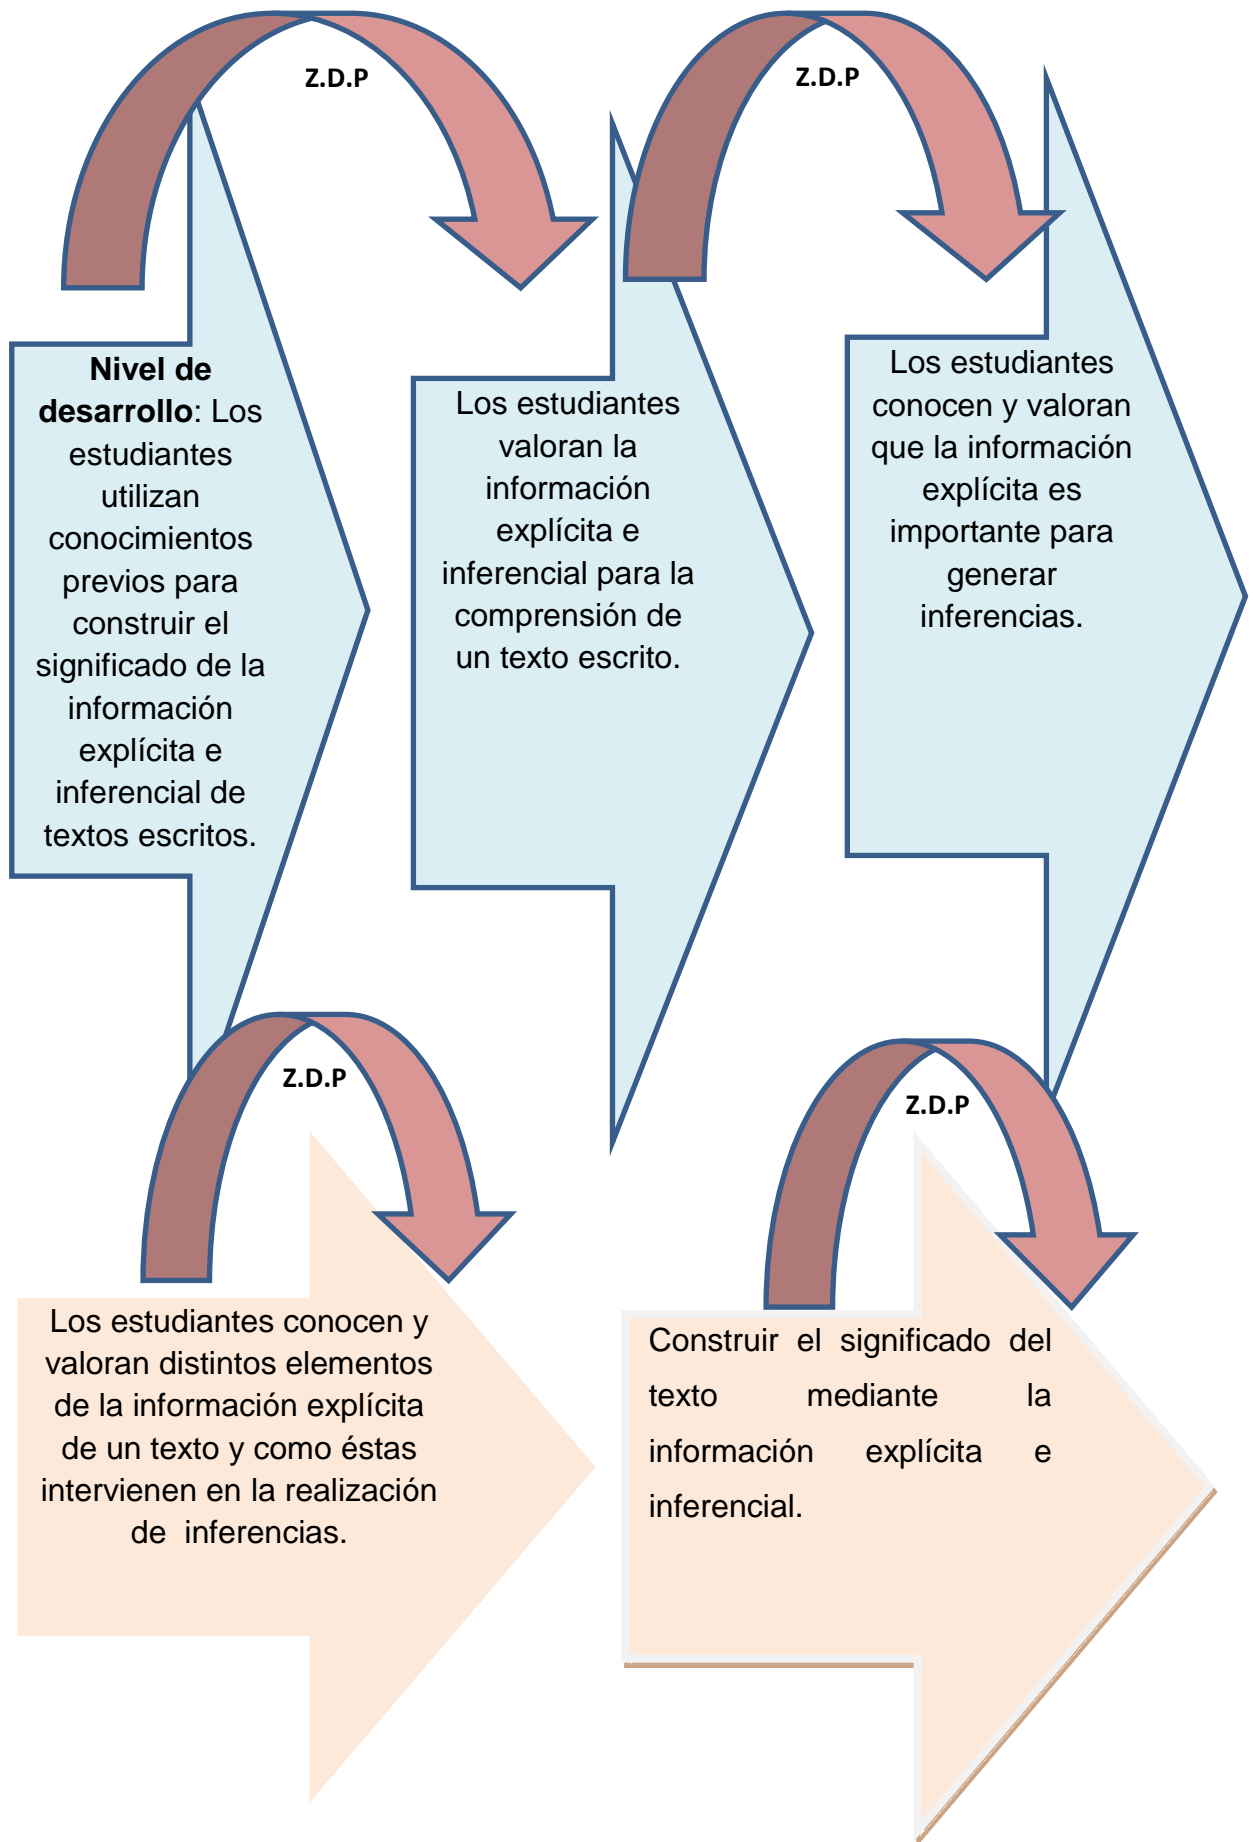 Z.D.P
Z.D.P
Nivel de
desarrollo: Los
estudiantes
utilizan
conocimientos
previos para
construir el
significado de la
información
explícita e
inferencial de
textos escritos.
Los estudiantes
valoran la
información
explícita e
inferencial para la
comprensión de
un texto escrito.
Los estudiantes
conocen y valoran
que la información
explícita es
importante para
generar
inferencias.
Z.D.P
Z.D.P
Los estudiantes conocen y
valoran distintos elementos
de la información explícita
de un texto y como éstas
intervienen en la realización
de inferencias.
Construir el significado del
texto mediante la
información explícita e
inferencial.